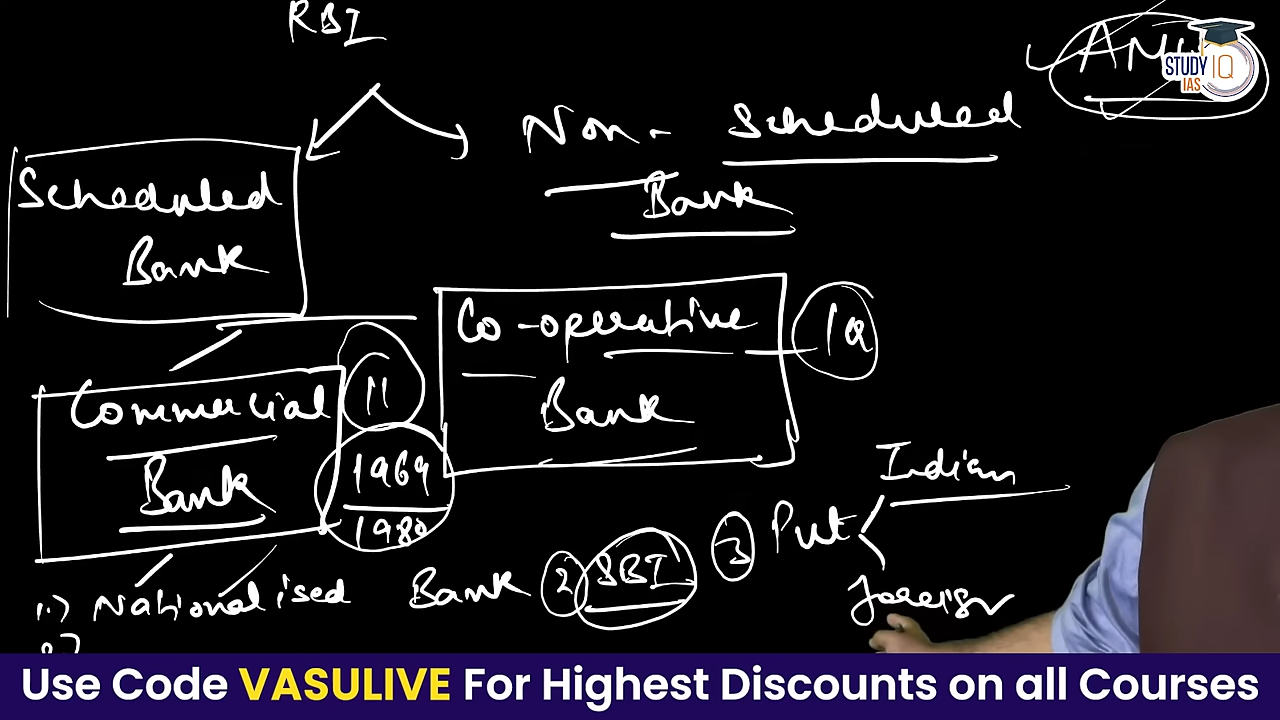 RBI
STUDY IQ
IAS
Non- Scheduled
Bank
Scheduled
Bank
Co-operative
Bank
19
Commercial
Bank
11
1969
1980
Indian
1.) Nationalised Bank
2 SBI
3 Pvt
Foreign
2)
Use Code VASULIVE For Highest Discounts on all Courses